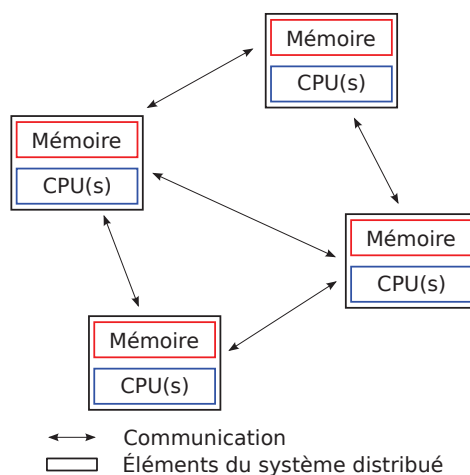 Mémoire
CPU(s)
Mémoire
CPU(s)
Mémoire
CPU(s)
Mémoire
CPU(s)
Communication
Éléments du système distribué